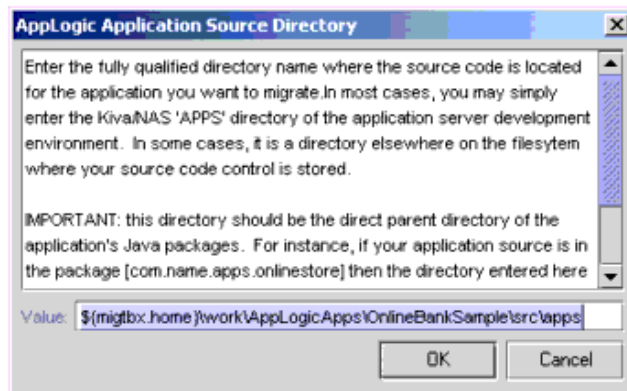 AppLogic Application Source Directory
Enter the fully qualified directory name where the source code is located
for the application you want to migrate.In most cases, you may simply
enter the Kiva/NAS 'APPS' directory of the application server development
environment.  In some cases, it is a directory elsewhere on the filesytem
where your source code control is stored.
IMPORTANT: this directory should be the direct parent directory of the
application's Java packages.  For instance, if your application source is in
the package [com.name.apps.onlinestore] then the directory entered here
Value: ${migtbx.home}\work\AppLogicApps\OnlineBankSample\src\apps
OK Cancel